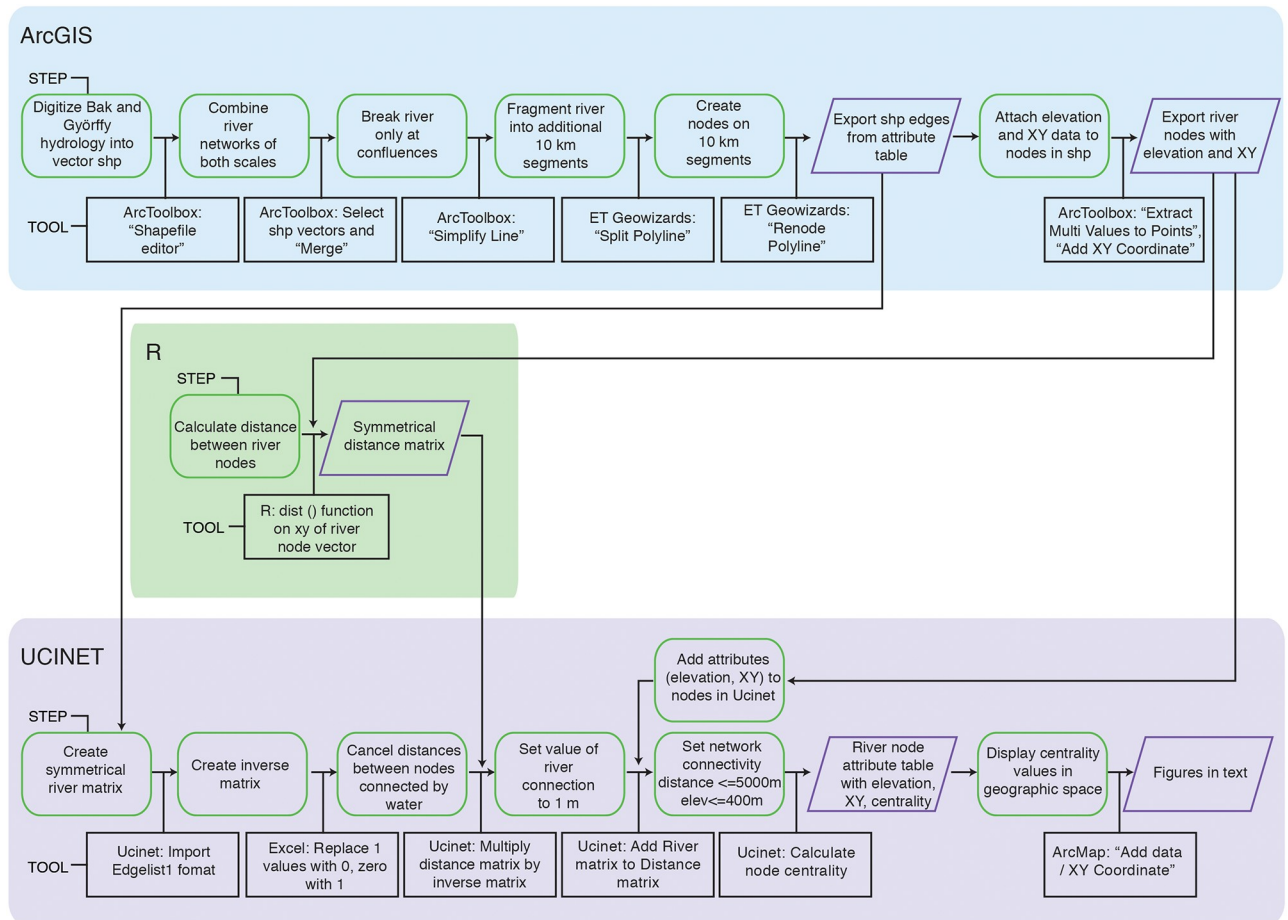 ArcGIS
STEP
Digitize Bak and
Györffy
hydrology into
vector shp
Combine
river
networks of
both scales
Break river
only at
confluences
Fragment river
into additional
10 km
segments
Create
nodes on
10 km
segments
Export shp edges
from attribute
table
Attach elevation
and XY data to
nodes in shp
Export river
nodes with
elevation and XY
TOOL
ArcToolbox:
“Shapefile
editor”
ArcToolbox: Select
shp vectors and
“Merge”
ArcToolbox:
“Simplify Line”
ET Geowizards:
“Split Polyline”
ET Geowizards:
“Renode
Polyline”
ArcToolbox: “Extract
Multi Values to Points”,
“Add XY Coordinate”
R
STEP
Calculate distance
between river
nodes
Symmetrical
distance matrix
TOOL
R: dist () function
on xy of river
node vector
UCINET
Add attributes
(elevation, XY) to
nodes in Ucinet
STEP
Create
symmetrical
river matrix
Create inverse
matrix
Cancel distances
between nodes
connected by
water
Set value of
river
connection
to 1 m
Set network
connectivity
distance <=5000m
elev<=400m
River node
attribute table
with elevation,
XY, centrality
Display centrality
values in
geographic space
Figures in text
TOOL
Ucinet: Import
Edgelist1 fomat
Excel: Replace 1
values with 0, zero
with 1
Ucinet: Multiply
distance matrix by
inverse matrix
Ucinet: Add River
matrix to Distance
matrix
Ucinet: Calculate
node centrality
ArcMap: “Add data
/ XY Coordinate”